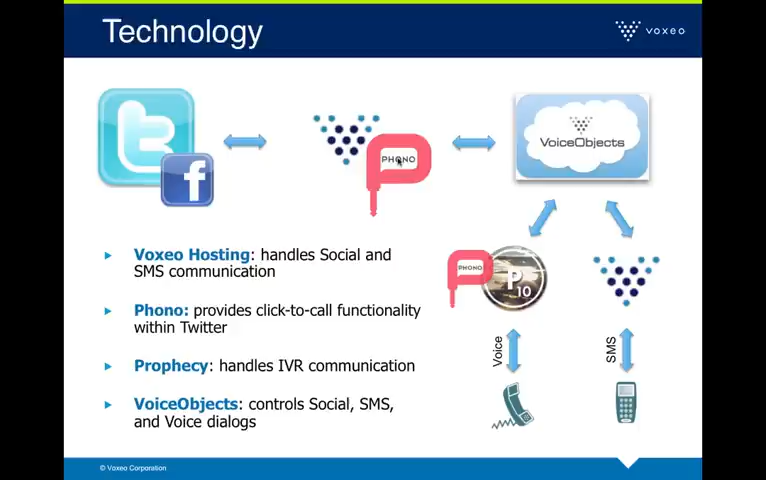 Technology
voxeo
PHONO
VoiceObjects
Voxeo Hosting: handles Social and
SMS communication
Phono: provides click-to-call functionality
within Twitter
Prophecy: handles IVR communication
VoiceObjects: controls Social, SMS,
and Voice dialogs
PHONO
P
10
Voice
SMS
© Voxeo Corporation